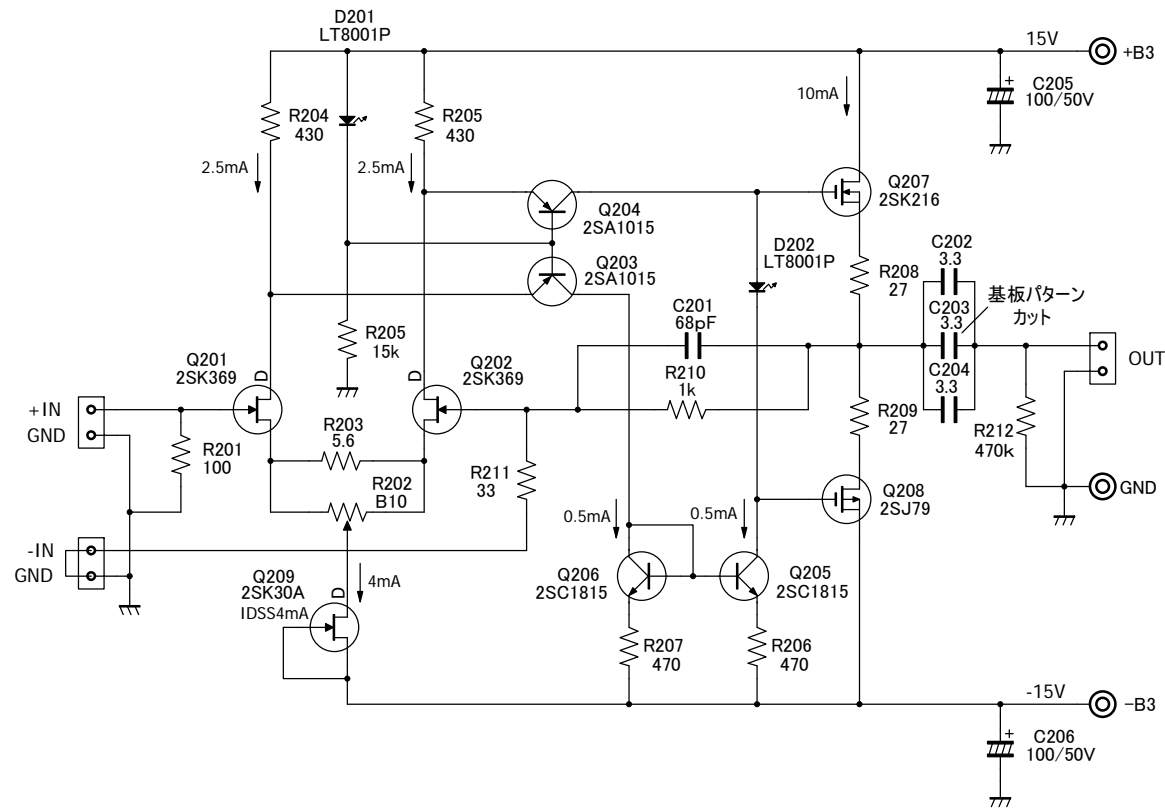 D201
LT8001P
15V
+B3
C205
100/50V
+
R204
430
R205
430
10mA
2.5mA
2.5mA
Q204
2SA1015
Q207
2SK216
Q203
2SA1015
D202
LT8001P
C202
3.3
R208
27
C203
3.3
基板パターン
カット
C201
68pF
R205
15k
Q201
2SK369
D
Q202
2SK369
D
R210
1k
C204
3.3
OUT
+IN
GND
R201
100
R203
5.6
R202
B10
R211
33
R209
27
R212
470k
Q208
2SJ79
GND
-IN
GND
0.5mA
0.5mA
Q209
2SK30A
IDSS4mA
D
4mA
Q206
2SC1815
Q205
2SC1815
R207
470
R206
470
-15V
−B3
C206
100/50V
+